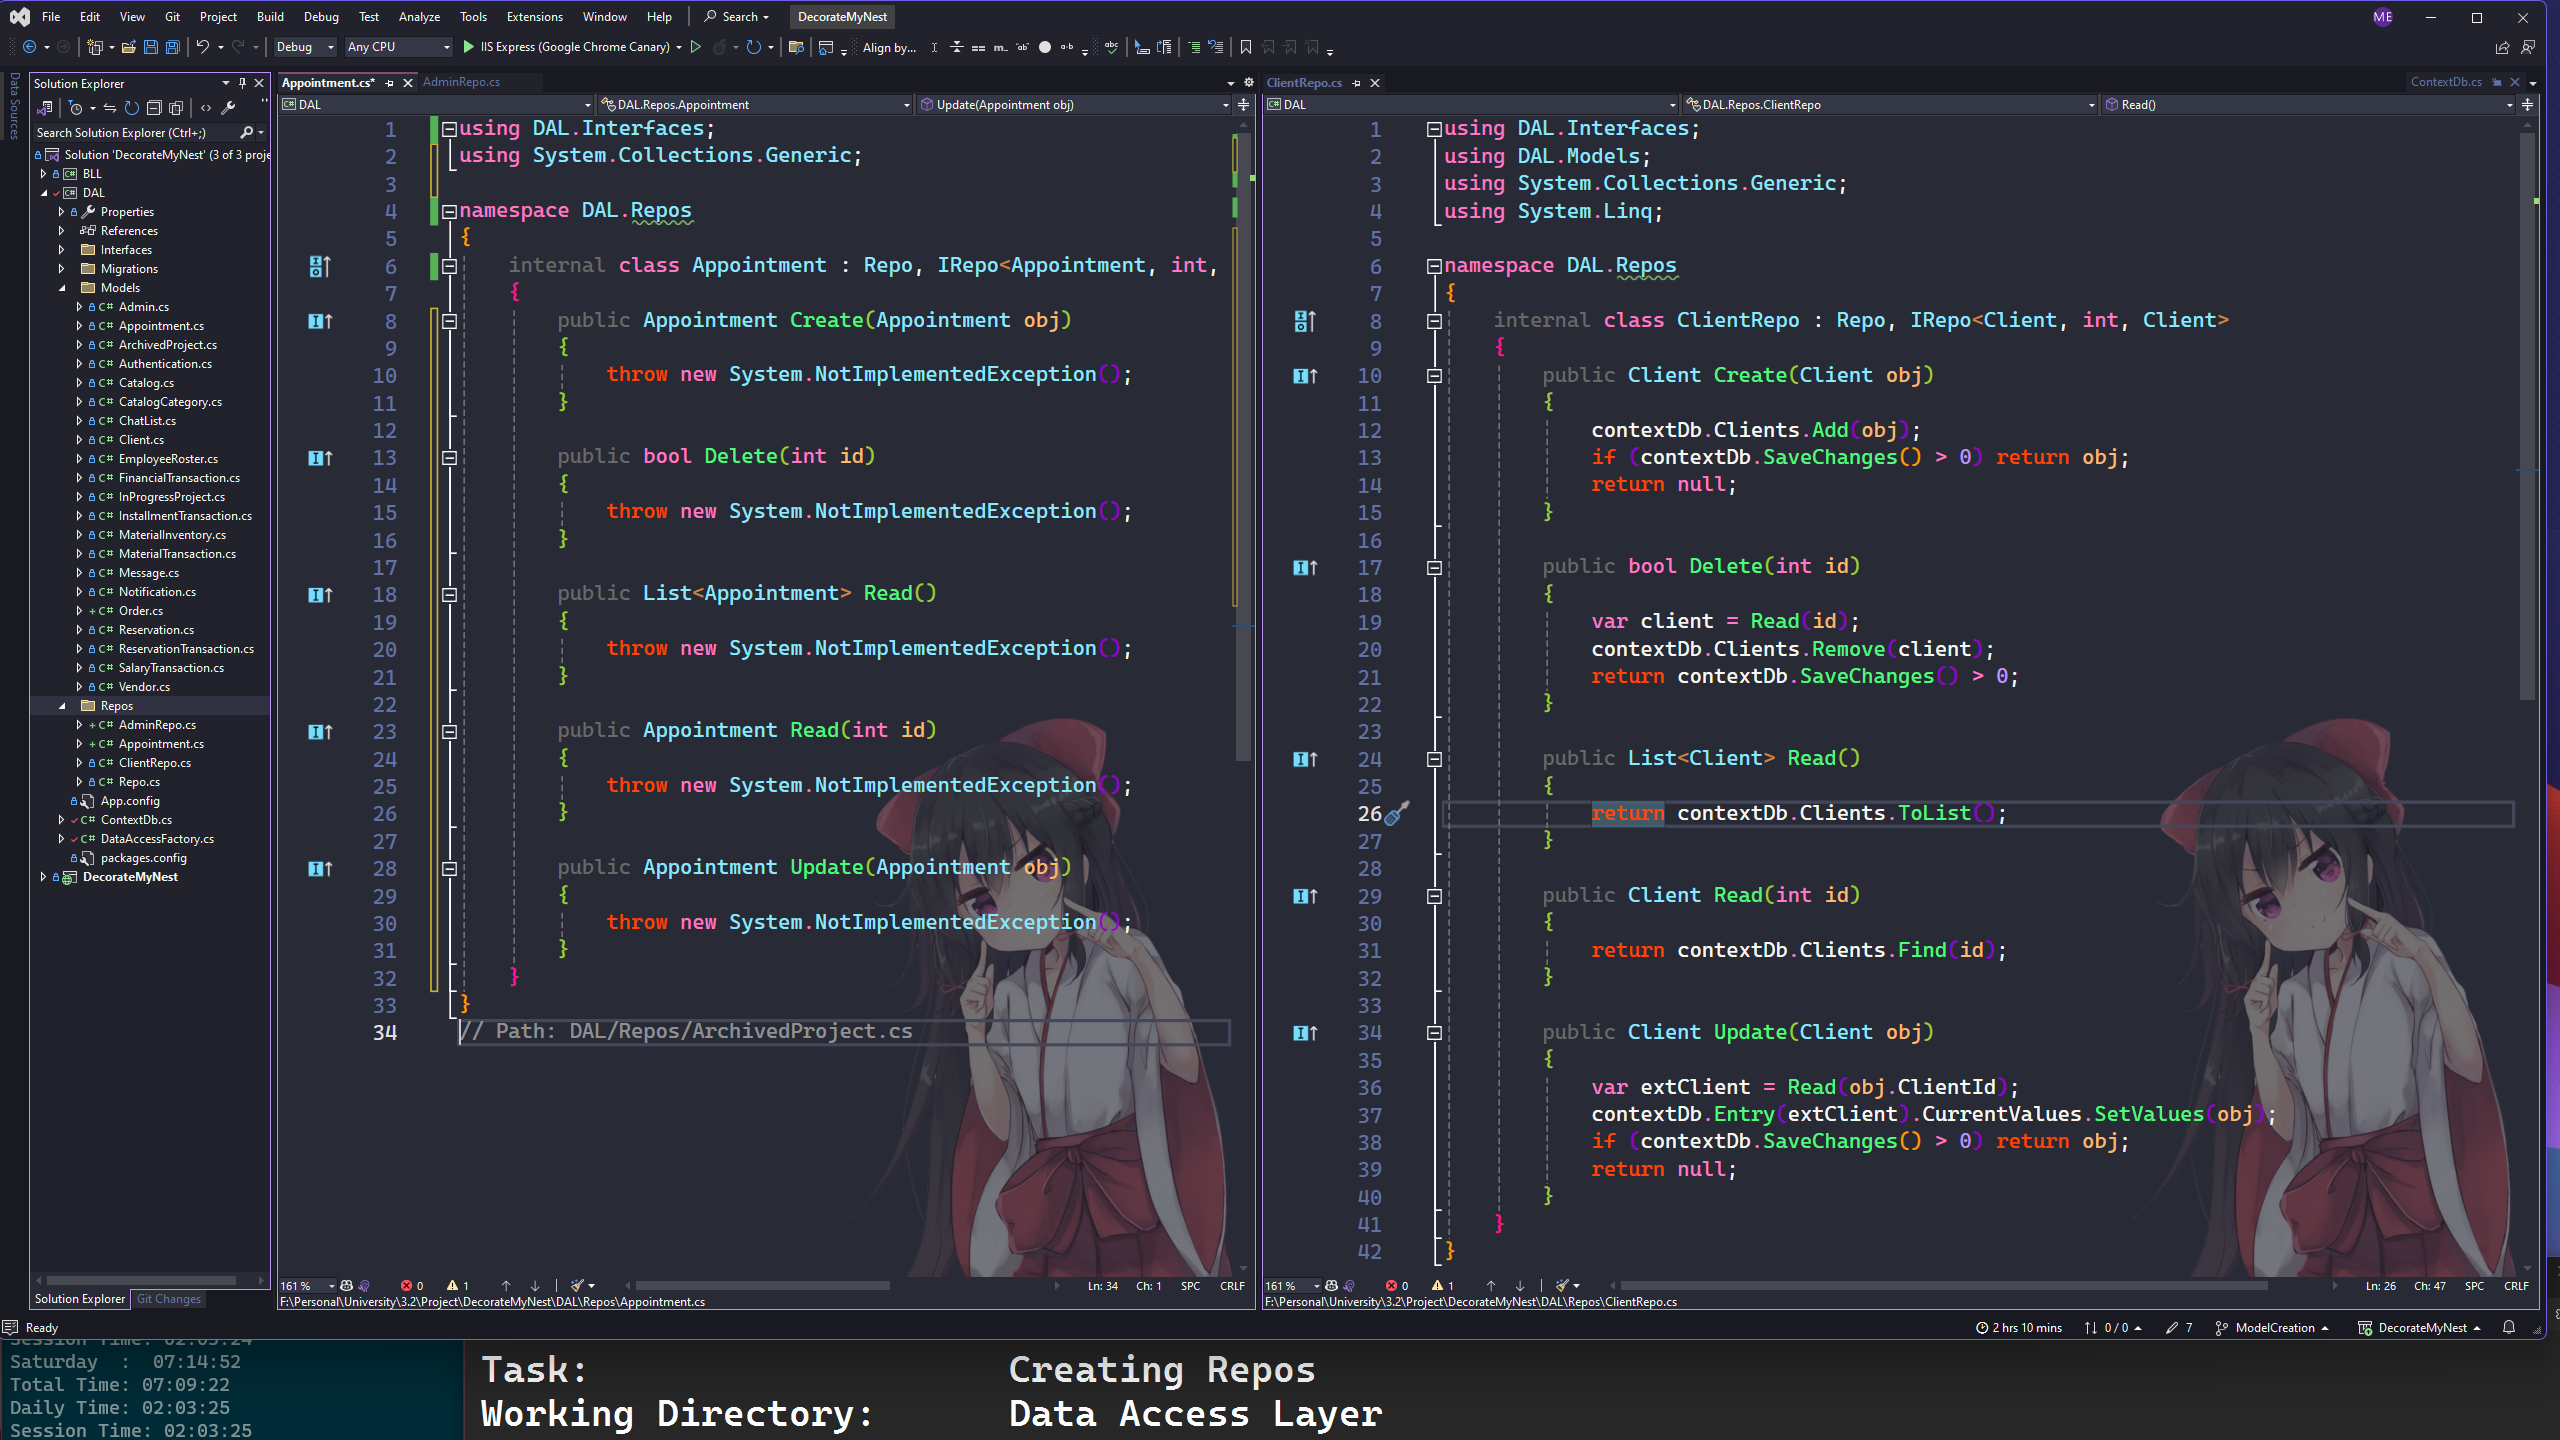 File Edit View Git Project Build Debug Test Analyze Tools Extensions Window Help Search DecorateMyNest ME
Debug Any CPU IIS Express (Google Chrome Canary) Align by...
Data Sources
Solution Explorer
Search Solution Explorer (Ctrl+;)
Solution 'DecorateMyNest' (3 of 3 proje
BLL
DAL
Properties
References
Interfaces
Migrations
Models
C# Admin.cs
C# Appointment.cs
C# ArchivedProject.cs
C# Authentication.cs
C# Catalog.cs
C# CatalogCategory.cs
C# ChatList.cs
C# Client.cs
C# EmployeeRoster.cs
C# FinancialTransaction.cs
C# InProgressProject.cs
C# InstallmentTransaction.cs
C# MaterialInventory.cs
C# MaterialTransaction.cs
C# Message.cs
C# Notification.cs
+ C# Order.cs
C# Reservation.cs
C# ReservationTransaction.cs
C# SalaryTransaction.cs
C# Vendor.cs
Repos
+ C# AdminRepo.cs
+ C# Appointment.cs
C# ClientRepo.cs
C# Repo.cs
App.config
C# ContextDb.cs
C# DataAccessFactory.cs
packages.config
DecorateMyNest
Solution Explorer Git Changes
Appointment.cs* AdminRepo.cs
DAL DAL.Repos.Appointment Update(Appointment obj)
1 using DAL.Interfaces;
2 using System.Collections.Generic;
3
4 namespace DAL.Repos
5 {
6 internal class Appointment : Repo, IRepo<Appointment, int,
7 {
8 public Appointment Create(Appointment obj)
9 {
10 throw new System.NotImplementedException();
11 }
12
13 public bool Delete(int id)
14 {
15 throw new System.NotImplementedException();
16 }
17
18 public List<Appointment> Read()
19 {
20 throw new System.NotImplementedException();
21 }
22
23 public Appointment Read(int id)
24 {
25 throw new System.NotImplementedException();
26 }
27
28 public Appointment Update(Appointment obj)
29 {
30 throw new System.NotImplementedException();
31 }
32 }
33 }
34 // Path: DAL/Repos/ArchivedProject.cs
161 % 0 1 Ln: 34 Ch: 1 SPC CRLF
F:\Personal\University\3.2\Project\DecorateMyNest\DAL\Repos\Appointment.cs
ClientRepo.cs ContextDb.cs
DAL DAL.Repos.ClientRepo Read()
1 using DAL.Interfaces;
2 using DAL.Models;
3 using System.Collections.Generic;
4 using System.Linq;
5
6 namespace DAL.Repos
7 {
8 internal class ClientRepo : Repo, IRepo<Client, int, Client>
9 {
10 public Client Create(Client obj)
11 {
12 contextDb.Clients.Add(obj);
13 if (contextDb.SaveChanges() > 0) return obj;
14 return null;
15 }
16
17 public bool Delete(int id)
18 {
19 var client = Read(id);
20 contextDb.Clients.Remove(client);
21 return contextDb.SaveChanges() > 0;
22 }
23
24 public List<Client> Read()
25 {
26 return contextDb.Clients.ToList();
27 }
28
29 public Client Read(int id)
30 {
31 return contextDb.Clients.Find(id);
32 }
33
34 public Client Update(Client obj)
35 {
36 var extClient = Read(obj.ClientId);
37 contextDb.Entry(extClient).CurrentValues.SetValues(obj);
38 if (contextDb.SaveChanges() > 0) return obj;
39 return null;
40 }
41 }
42 }
161 % 0 1 Ln: 26 Ch: 47 SPC CRLF
F:\Personal\University\3.2\Project\DecorateMyNest\DAL\Repos\ClientRepo.cs
Ready 2 hrs 10 mins 0 / 0 7 ModelCreation DecorateMyNest
Session Time: 02:03:24
Saturday : 07:14:52
Total Time: 07:09:22
Daily Time: 02:03:25
Session Time: 02:03:25
Task: Creating Repos
Working Directory: Data Access Layer